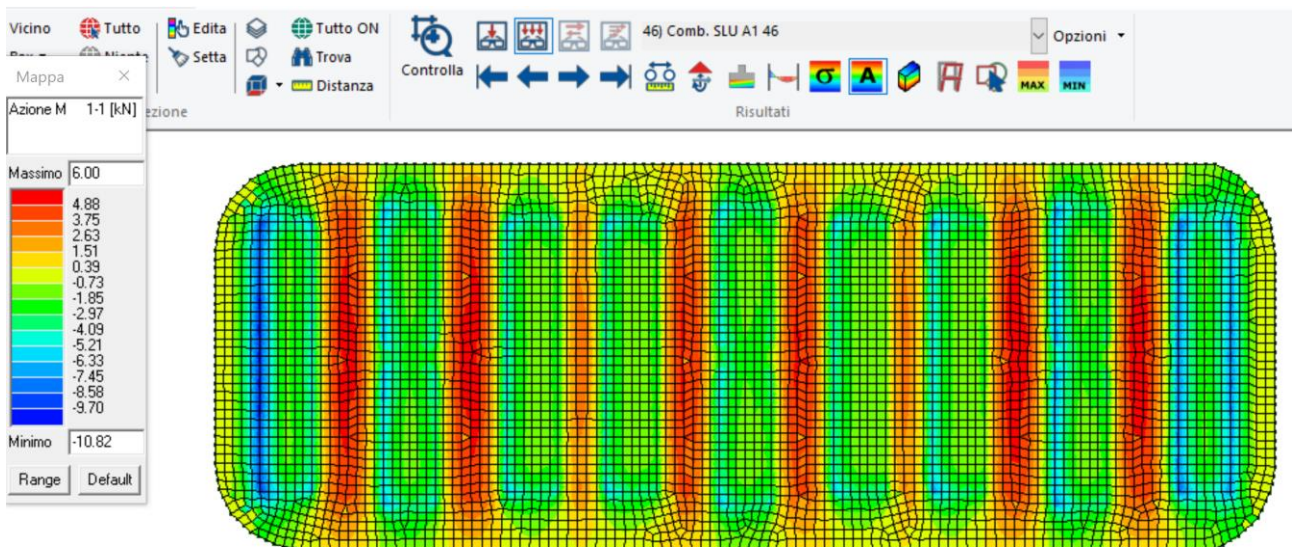 Vicino Tutto Edita Tutto ON
Setta Trova
Distanza
Controlla
46) Comb. SLU A1 46
Opzioni
σ A MAX MIN
Risultati
Mappa ×
Azione M 1-1 [kN]
ezione
Massimo 6.00
4.88
3.75
2.63
1.51
0.39
-0.73
-1.85
-2.97
-4.09
-5.21
-6.33
-7.45
-8.58
-9.70
Minimo -10.82
Range Default